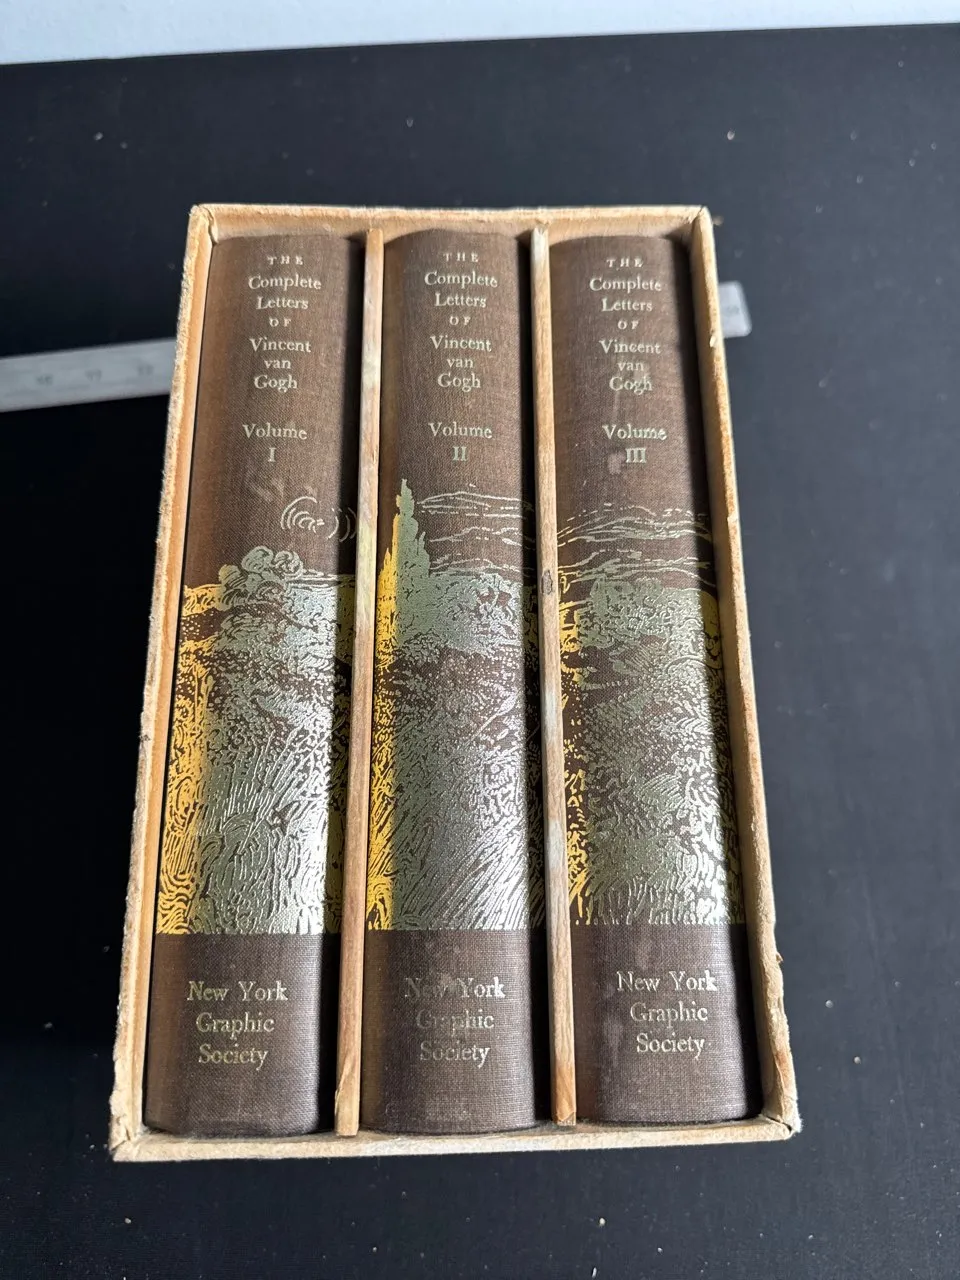 THE
Complete
Letters
OF
Vincent
van
Gogh
Volume
I
New York
Graphic
Society
THE
Complete
Letters
OF
Vincent
van
Gogh
Volume
II
New York
Graphic
Society
THE
Complete
Letters
OF
Vincent
van
Gogh
Volume
III
New York
Graphic
Society